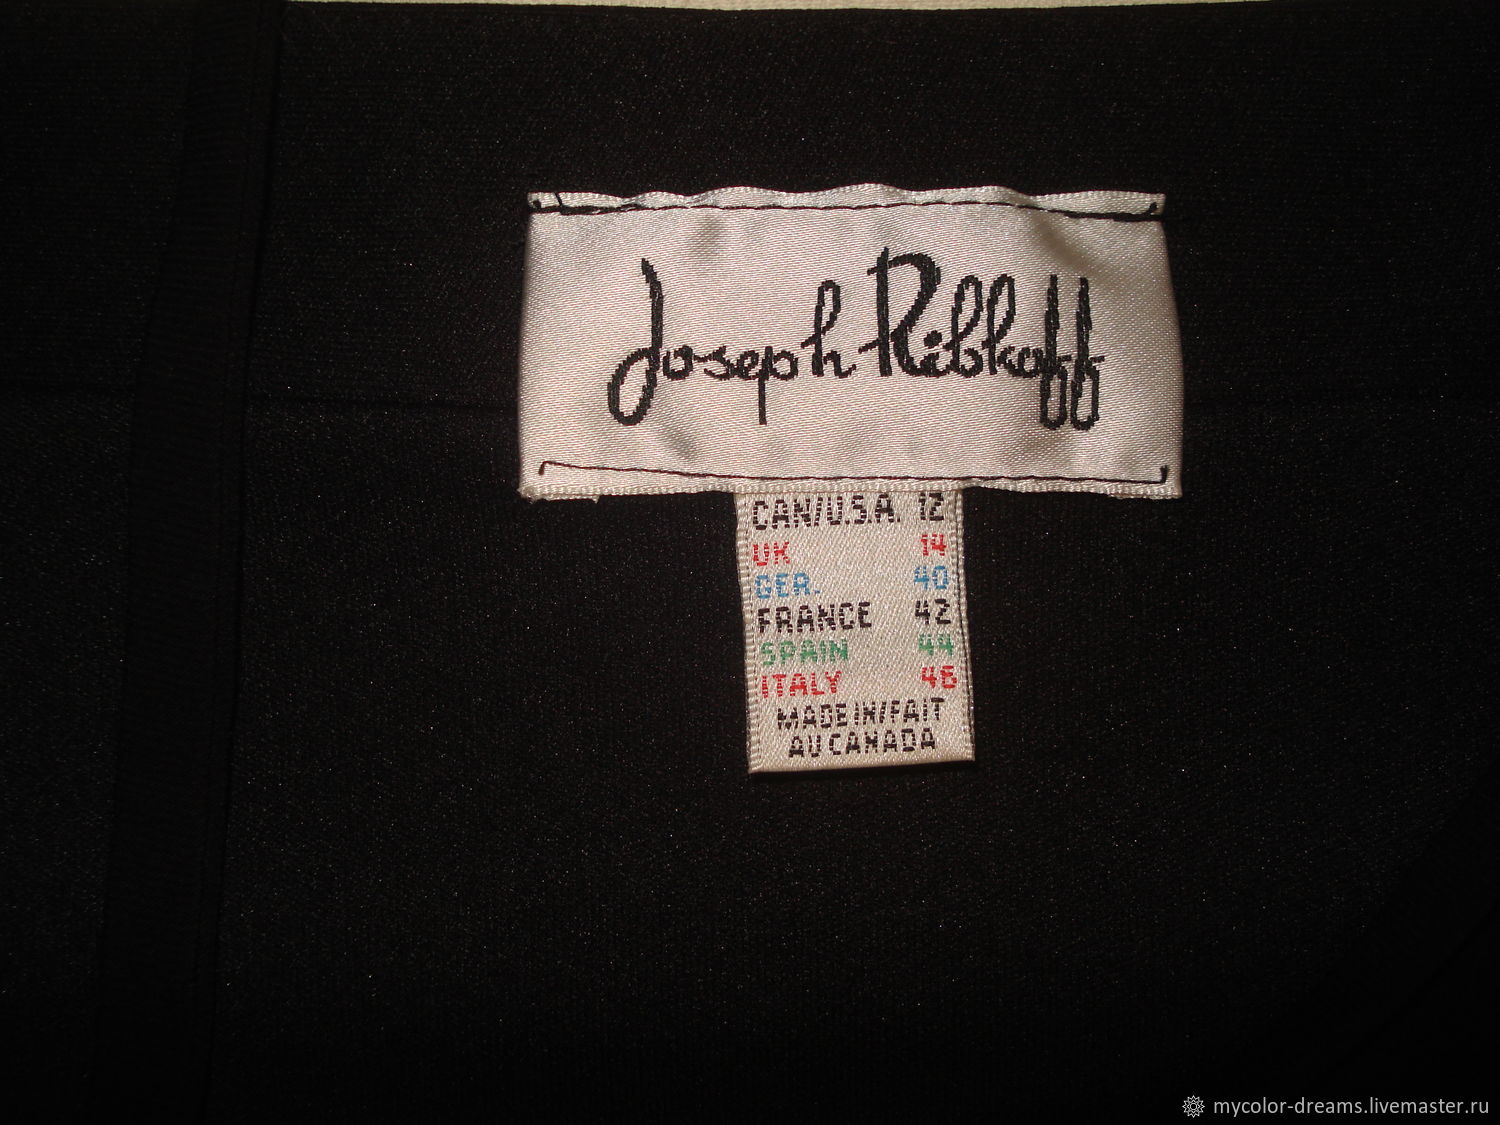 Joseph Ribkoff
CAN/U.S.A. 12
UK 14
GER. 40
FRANCE 42
SPAIN 44
ITALY 46
MADE IN/FAIT
AU CANADA
mycolor-dreams.livemaster.ru